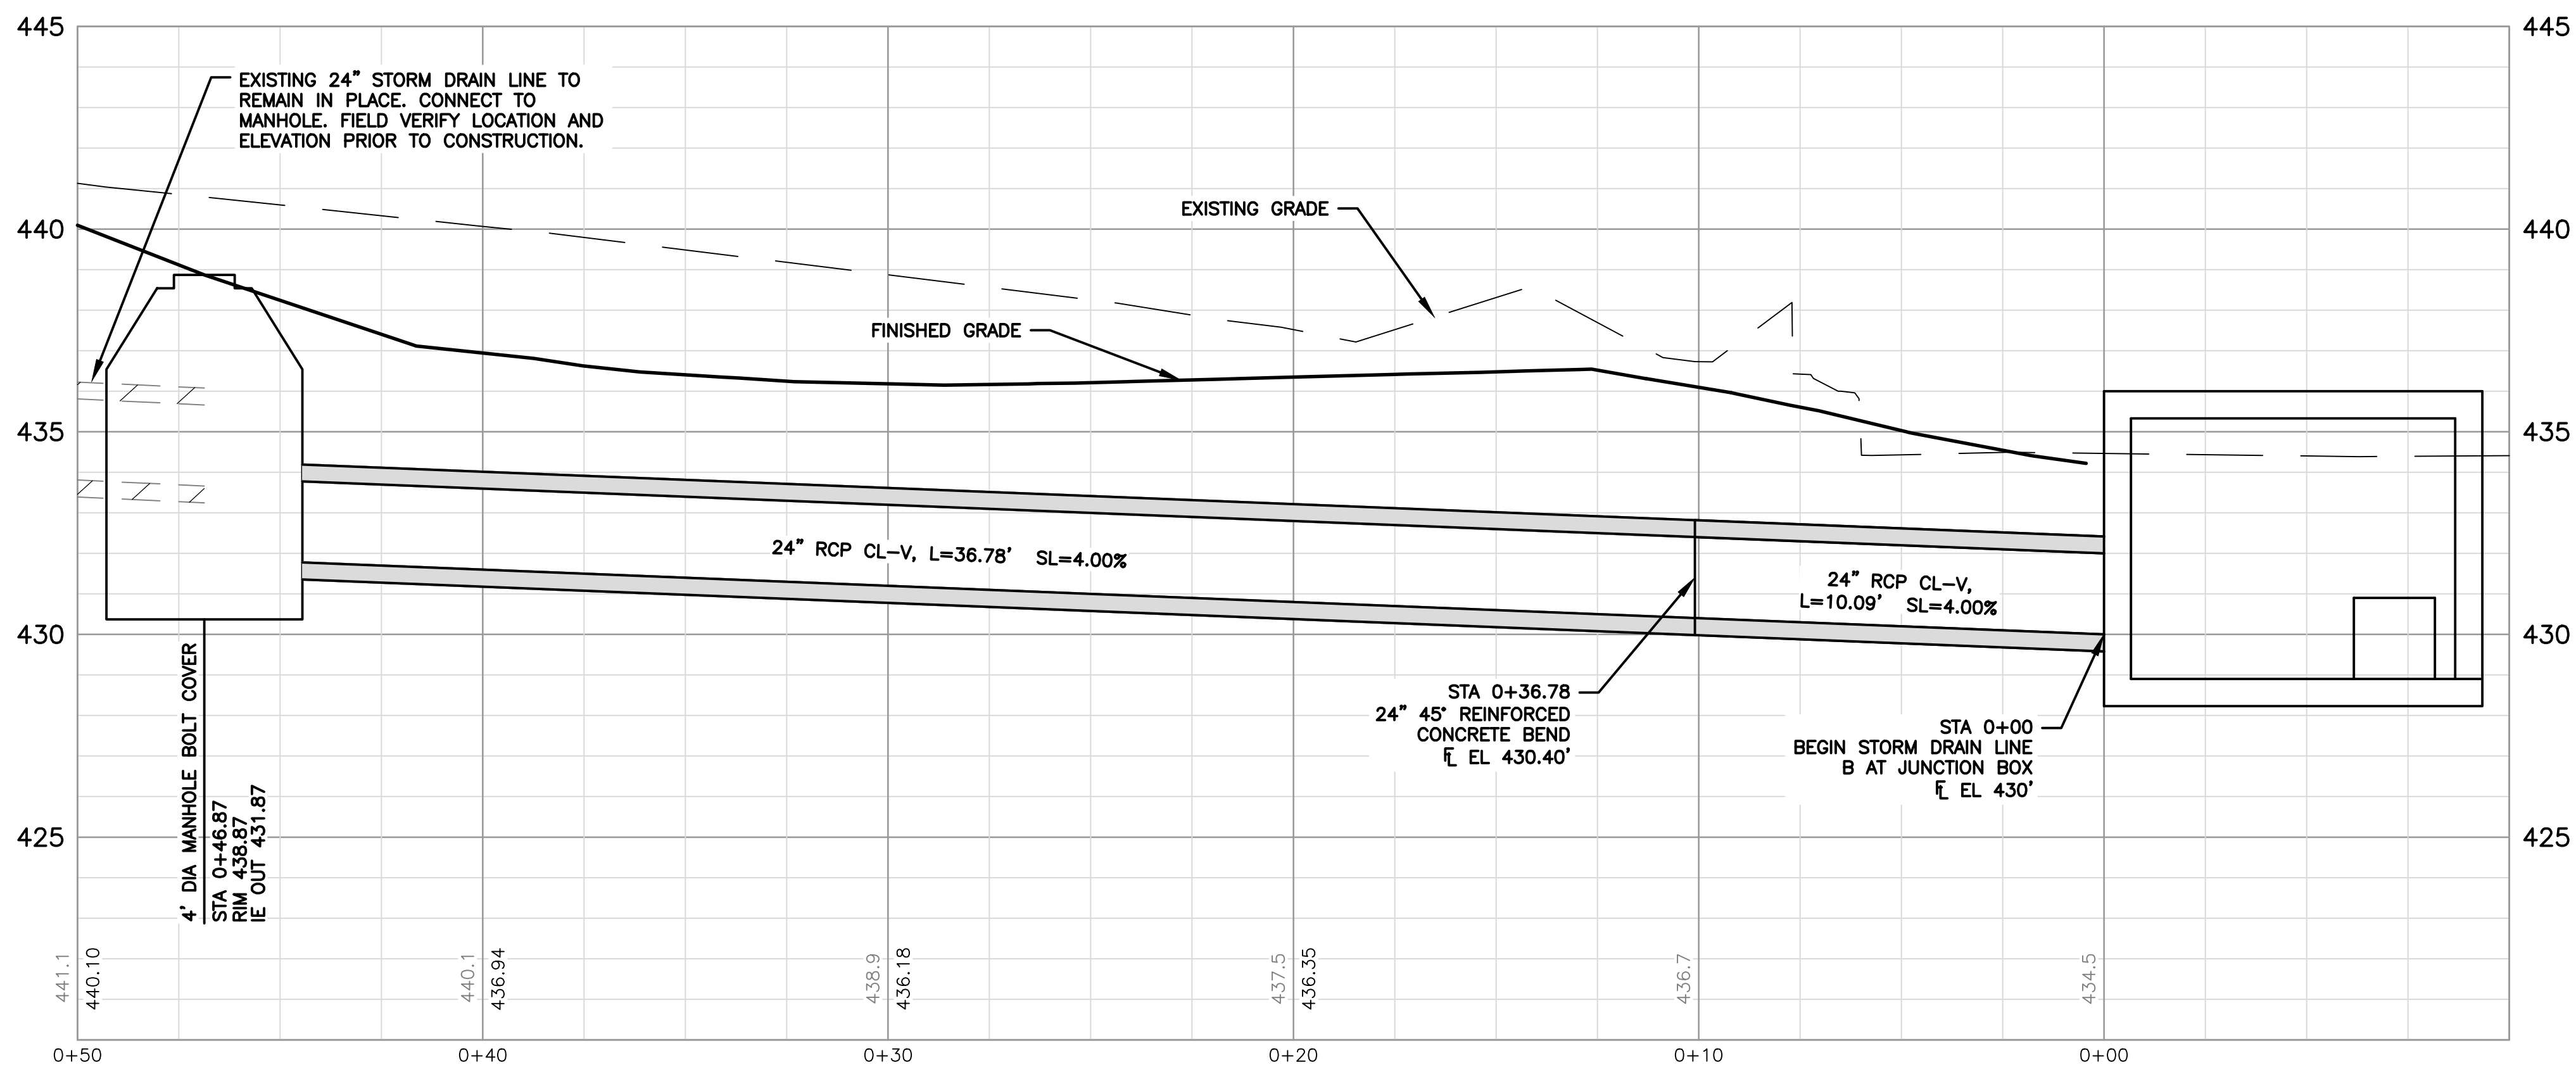 445
445
EXISTING 24" STORM DRAIN LINE TO
REMAIN IN PLACE. CONNECT TO
MANHOLE. FIELD VERIFY LOCATION AND
ELEVATION PRIOR TO CONSTRUCTION.
EXISTING GRADE
440
440
FINISHED GRADE
435
435
24" RCP CL-V, L=36.78' SL=4.00%
24" RCP CL-V,
L=10.09' SL=4.00%
430
430
STA 0+36.78
24" 45° REINFORCED
CONCRETE BEND
FL EL 430.40'
STA 0+00
BEGIN STORM DRAIN LINE
B AT JUNCTION BOX
FL EL 430'
4' DIA MANHOLE BOLT COVER
STA 0+46.87
RIM 438.87
IE OUT 431.87
425
425
441.1
440.10
440.1
436.94
438.9
436.18
437.5
436.35
436.7
434.5
0+50
0+40
0+30
0+20
0+10
0+00